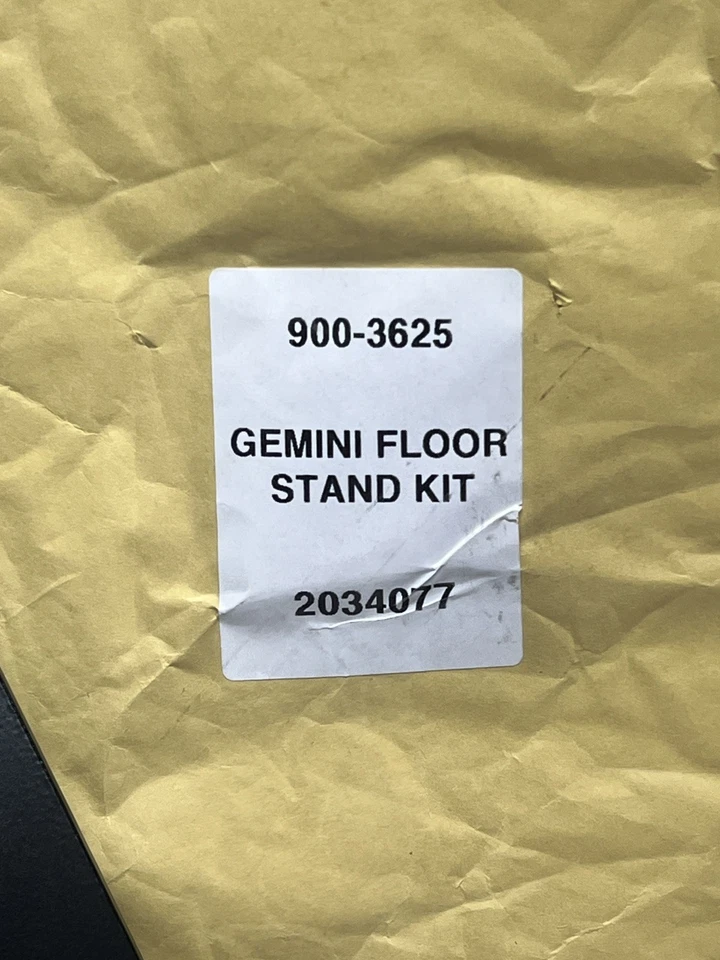 900-3625
GEMINI FLOOR
STAND KIT
2034077